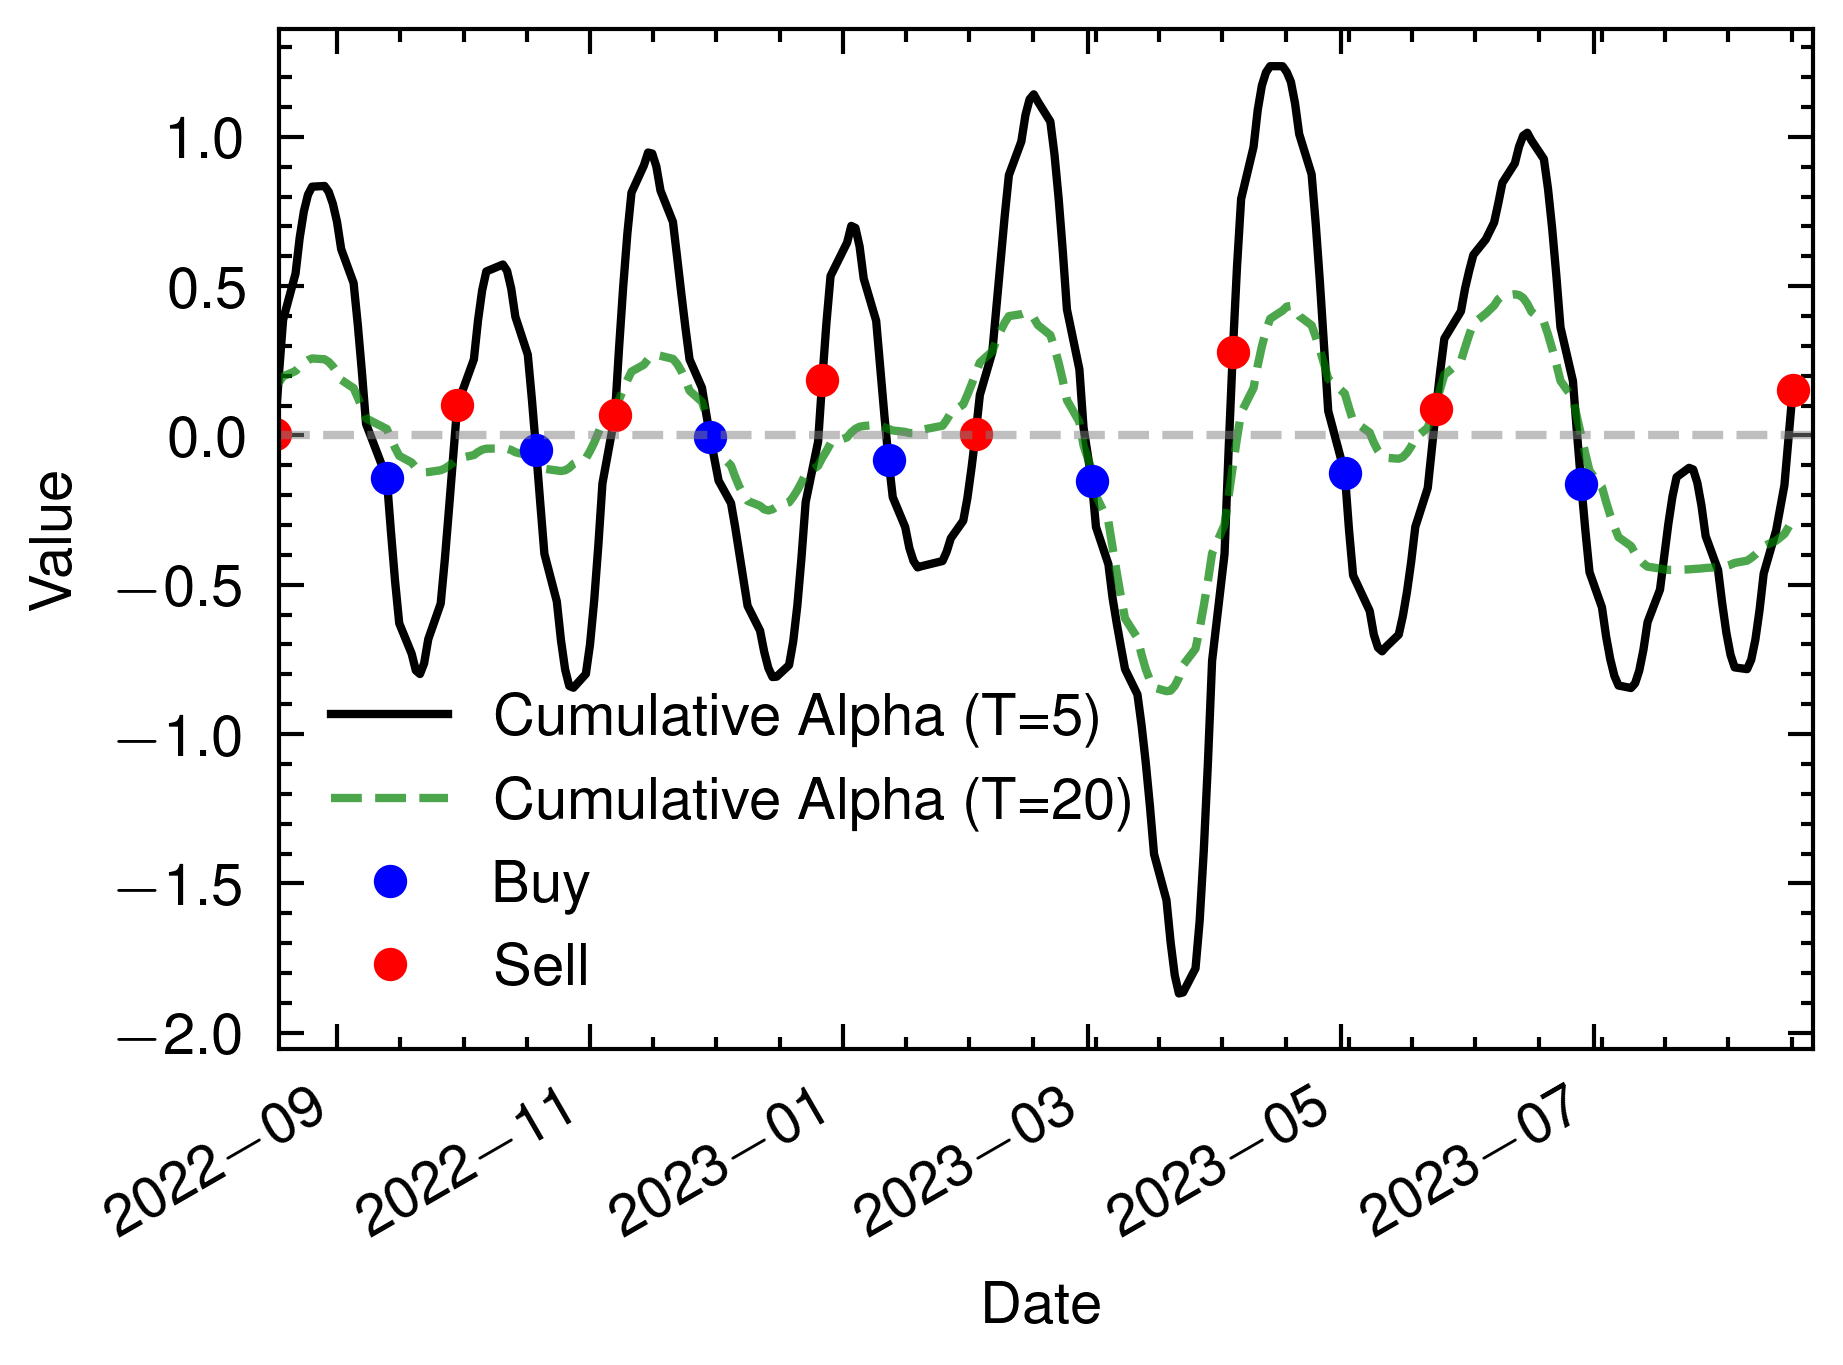 1.0
0.5
0.0
−0.5
−1.0
−1.5
−2.0
Value
Cumulative Alpha (T=5)
Cumulative Alpha (T=20)
Buy
Sell
2022−09
2022−11
2023−01
2023−03
2023−05
2023−07
Date